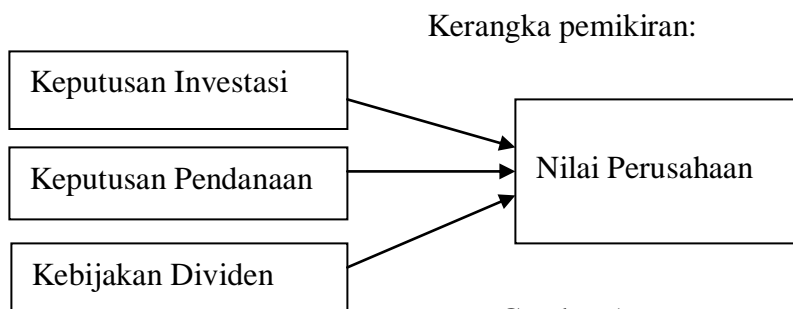 Kerangka pemikiran:
Keputusan Investasi
Keputusan Pendanaan
Nilai Perusahaan
Kebijakan Dividen